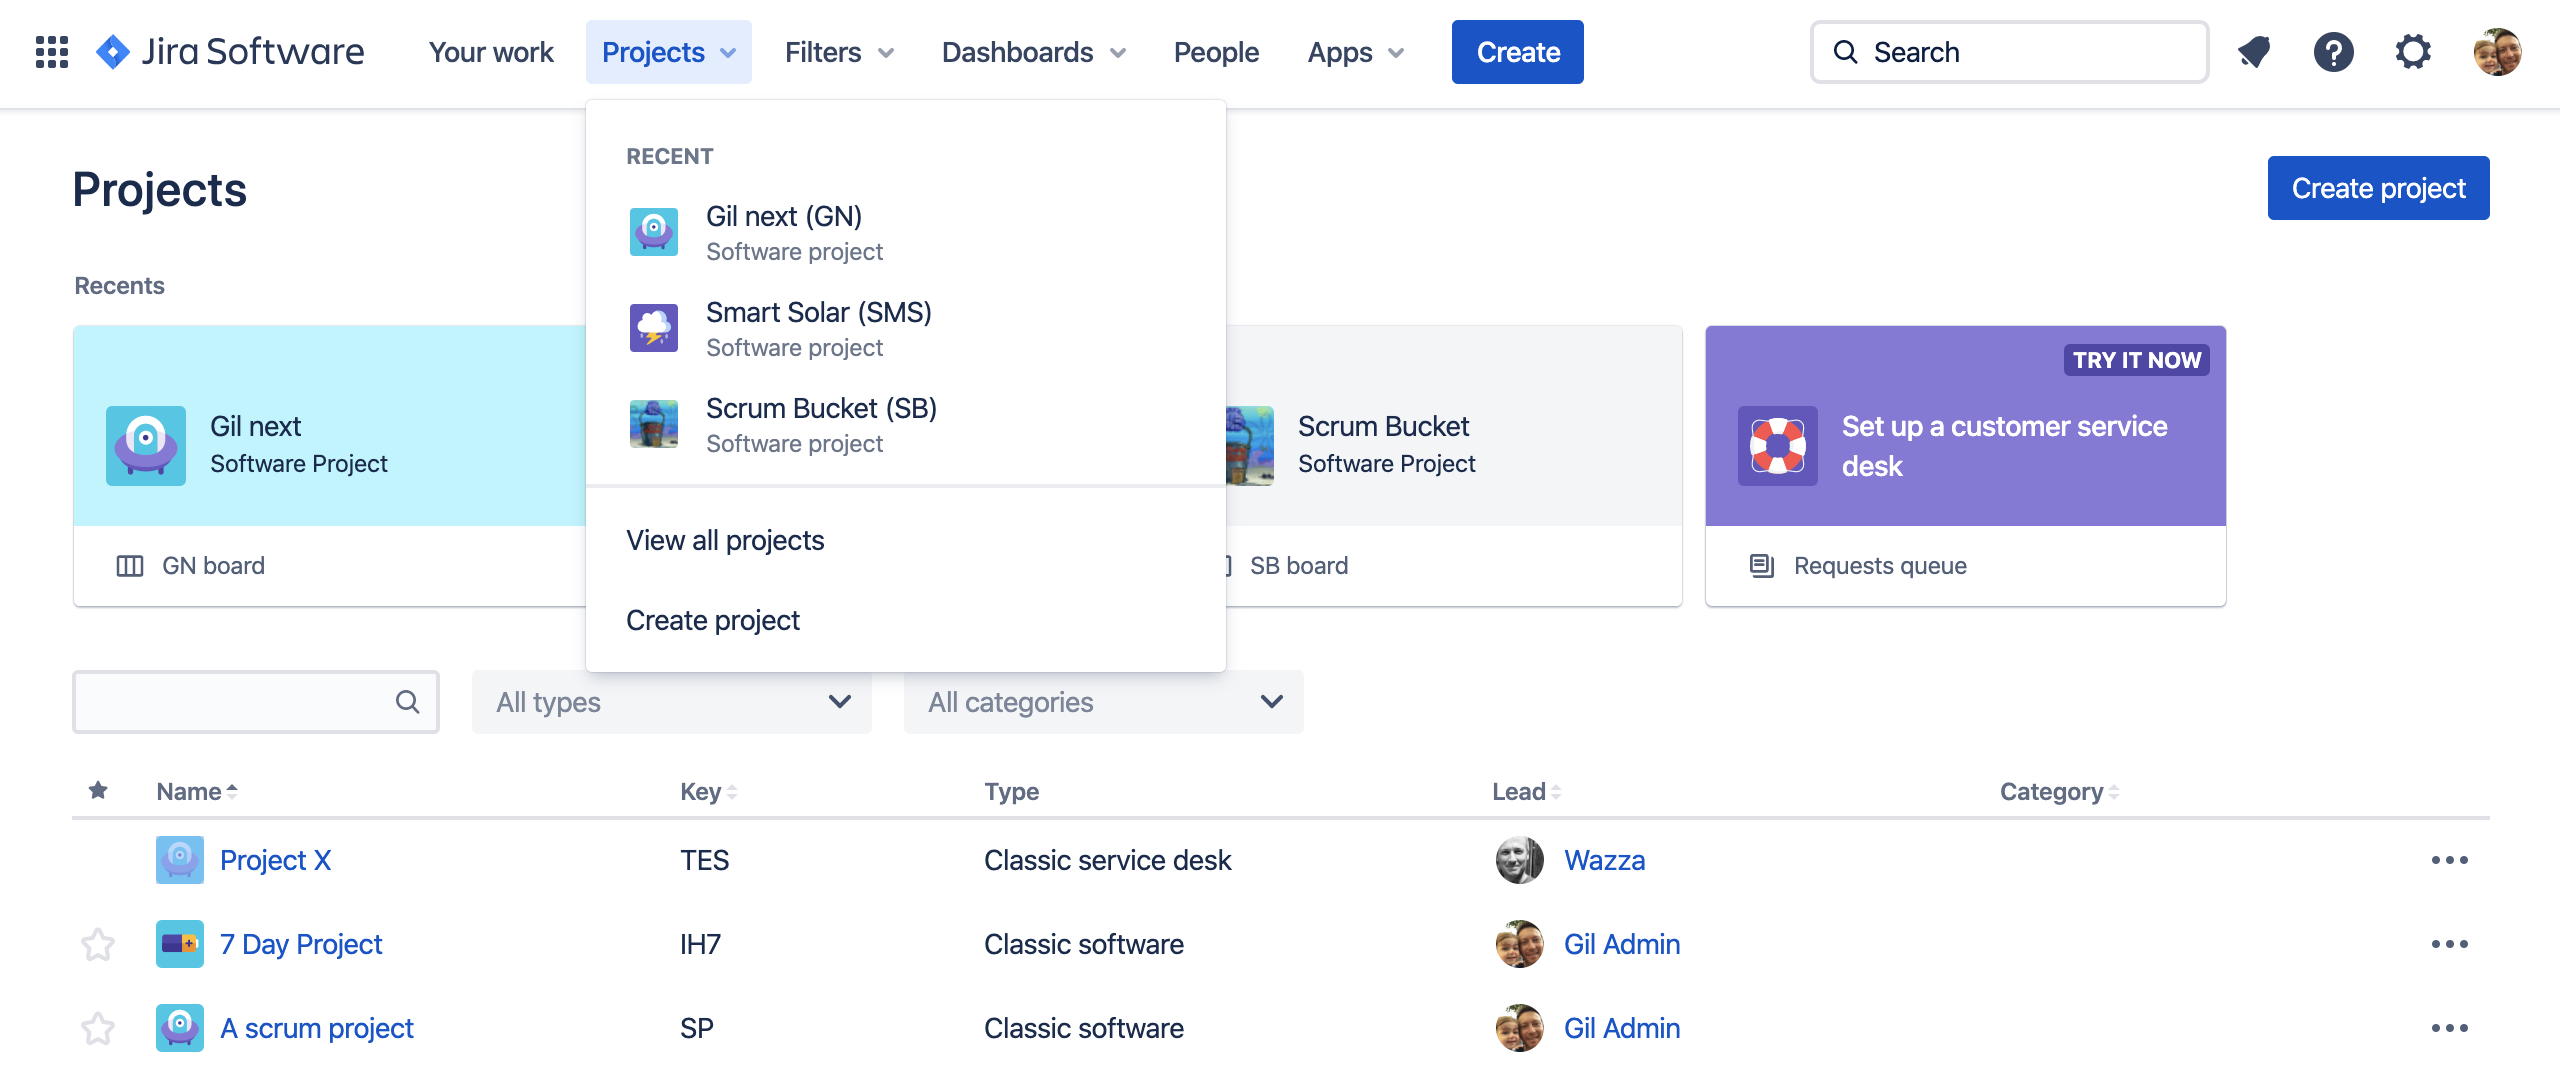 Jira Software
Your work
Projects
Filters
Dashboards
People
Apps
Create
Search
?
Projects
Create project
RECENT
Gil next (GN)
Software project
Smart Solar (SMS)
Software project
Scrum Bucket (SB)
Software project
View all projects
Create project
Recents
Gil next
Software Project
GN board
Scrum Bucket
Software Project
SB board
TRY IT NOW
Set up a customer service
desk
Requests queue
All types
All categories
Name Key Type Lead Category
Project X TES Classic service desk Wazza
7 Day Project IH7 Classic software Gil Admin
A scrum project SP Classic software Gil Admin